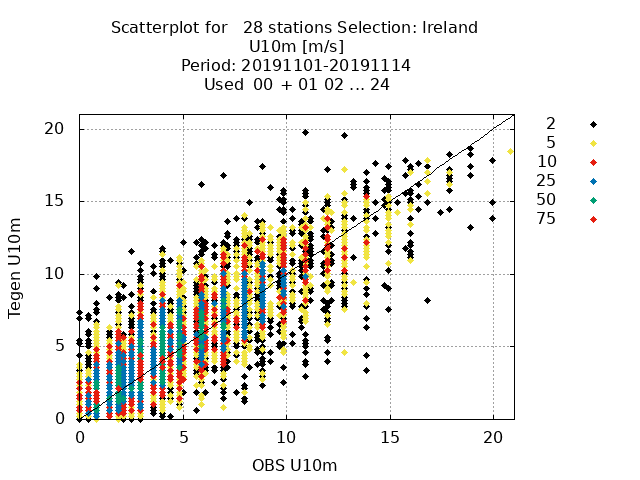 Scatterplot for   28 stations Selection: Ireland
U10m [m/s]
Period: 20191101-20191114
Used  00 + 01 02 ... 24
20
15
10
5
0
0
5
10
15
20
Tegen U10m
OBS U10m
2
5
10
25
50
75